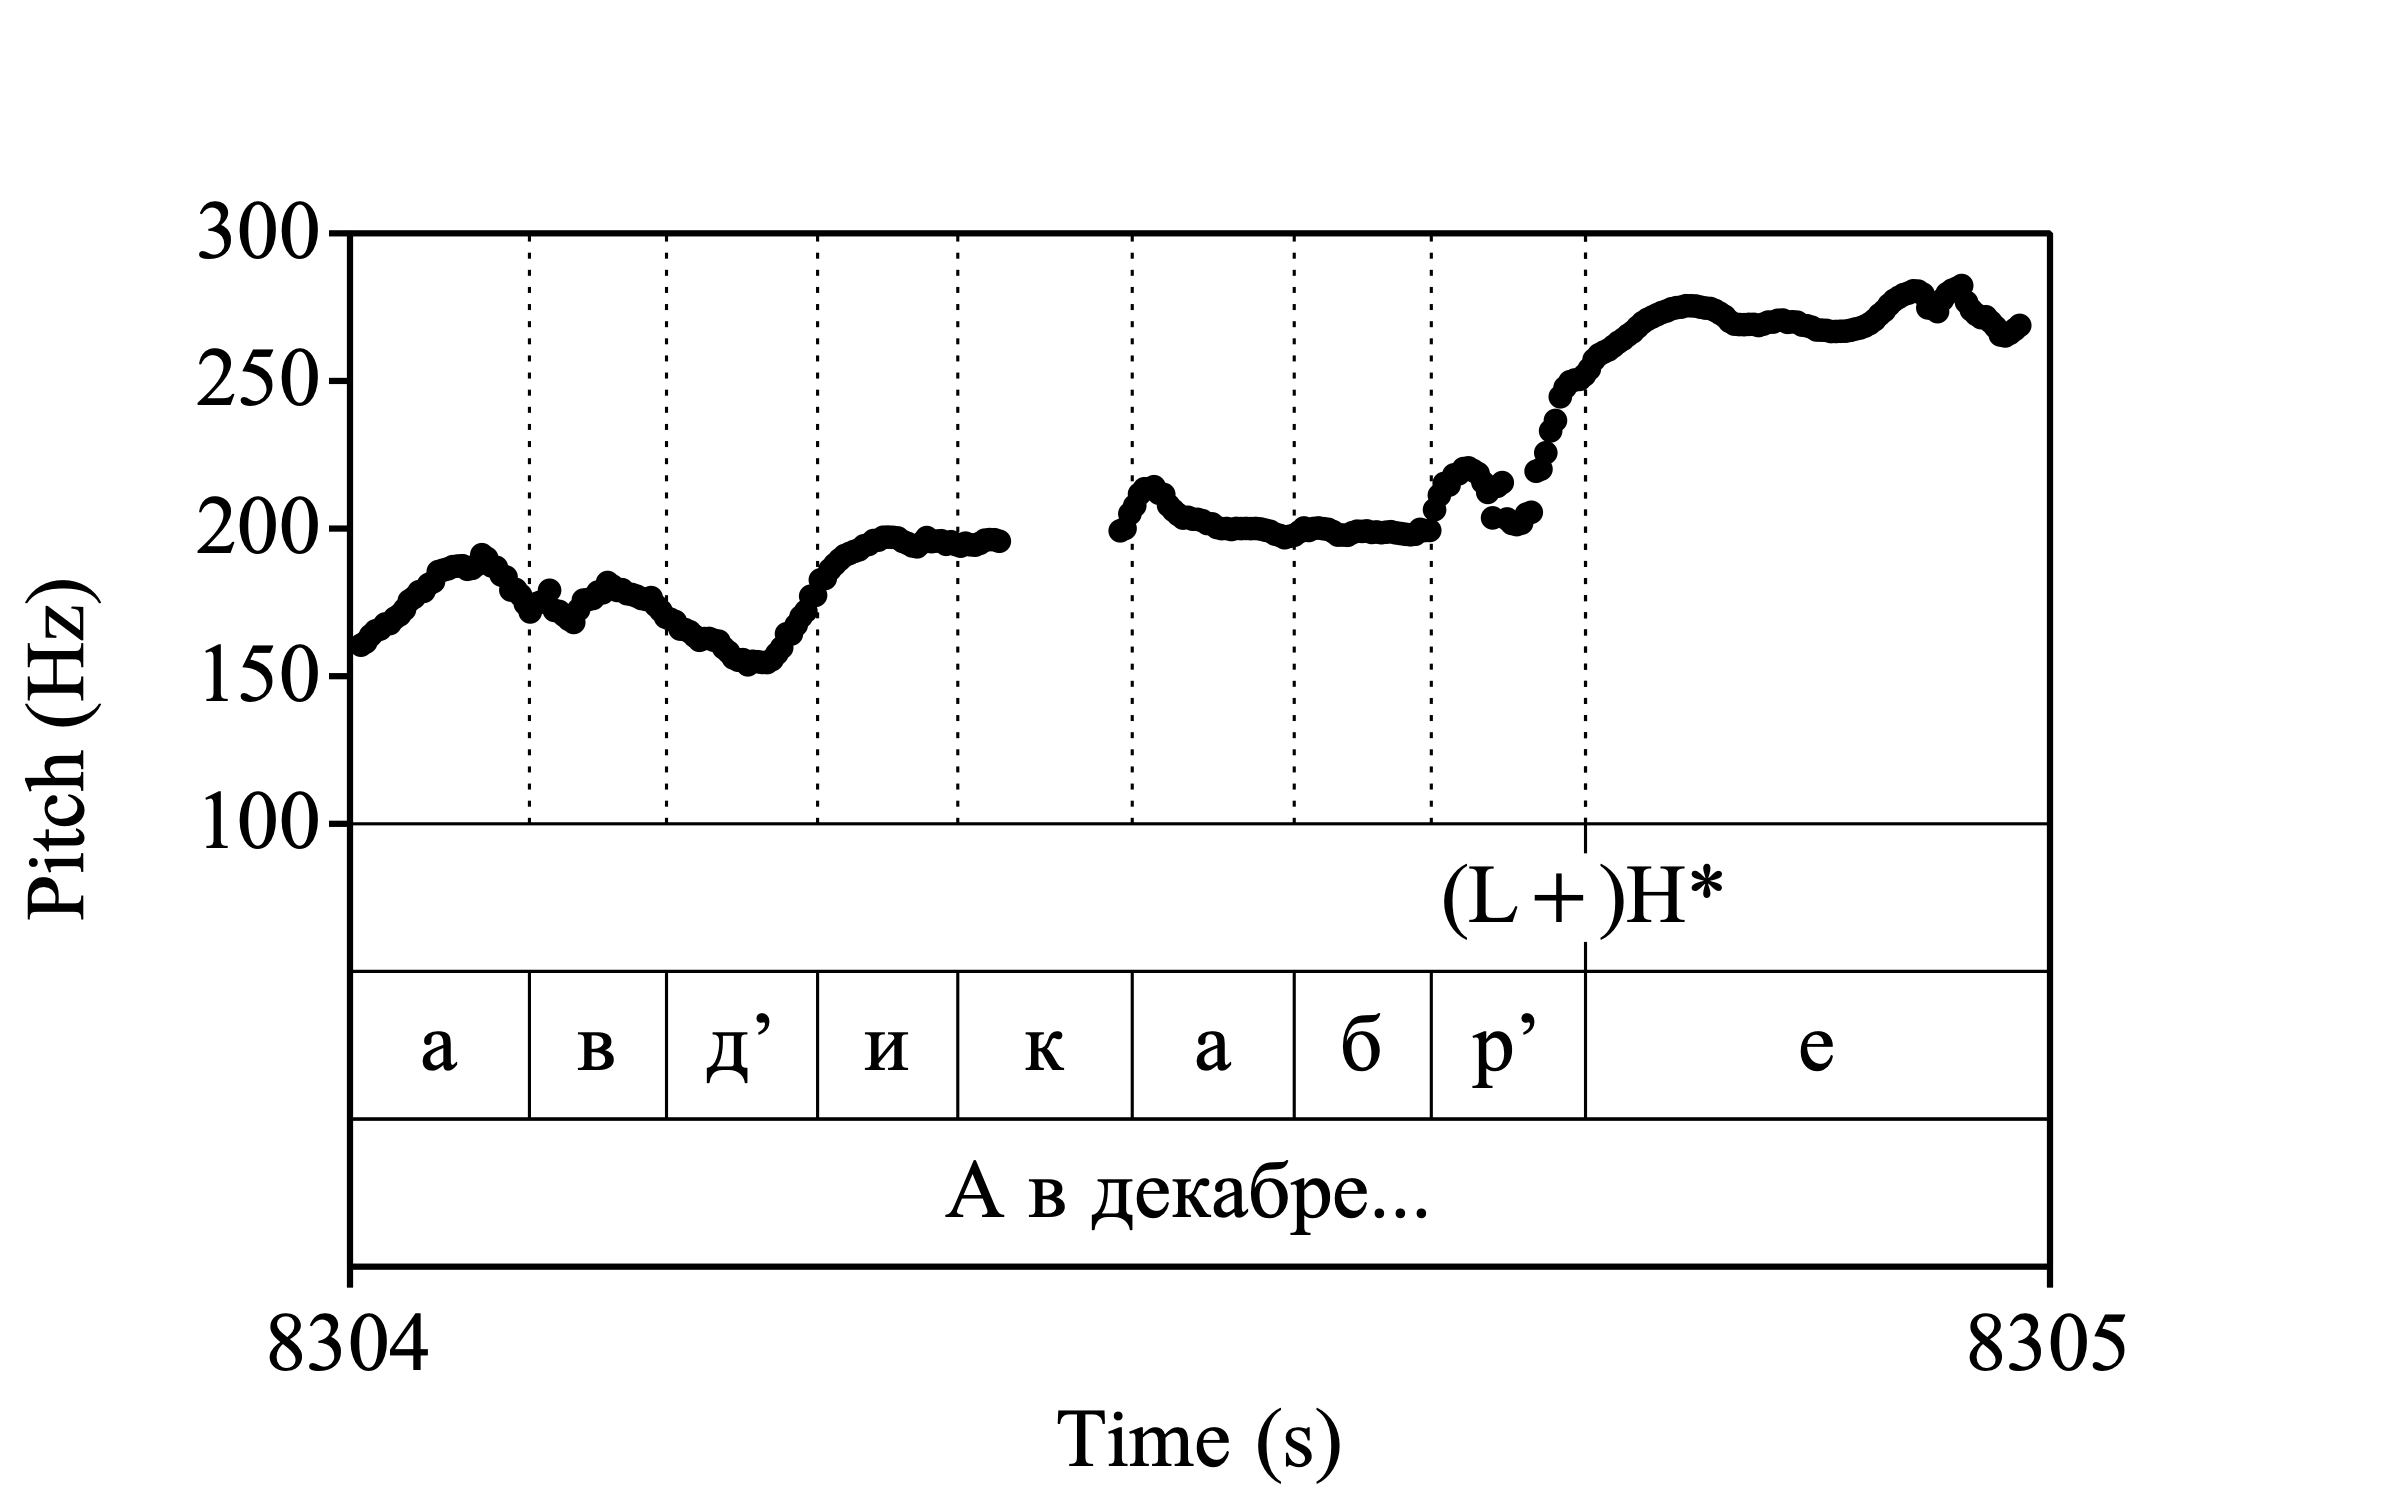 Pitch (Hz)
300
250
200
150
100
(L+)H*
а в д’ и к а б р’ е
А в декабре...
8304 8305
Time (s)